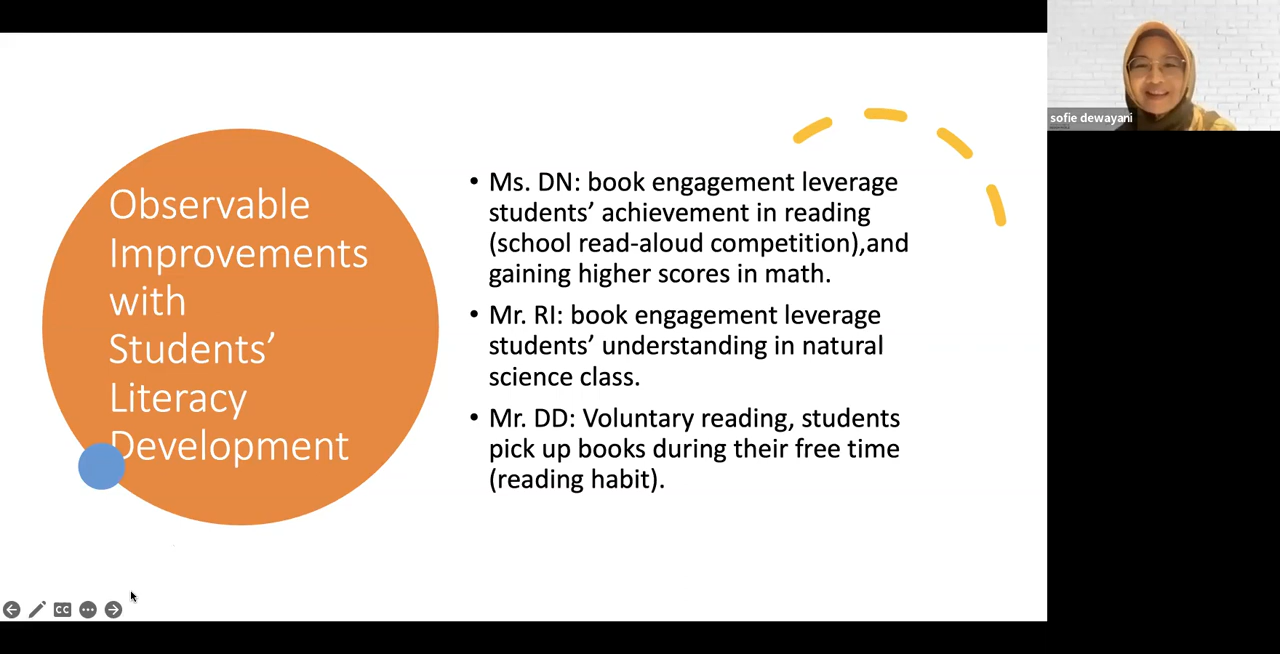 Observable
Improvements
with
Students’
Literacy
Development
• Ms. DN: book engagement leverage
students’ achievement in reading
(school read-aloud competition),and
gaining higher scores in math.
• Mr. RI: book engagement leverage
students’ understanding in natural
science class.
• Mr. DD: Voluntary reading, students
pick up books during their free time
(reading habit).
sofie dewayani
CC